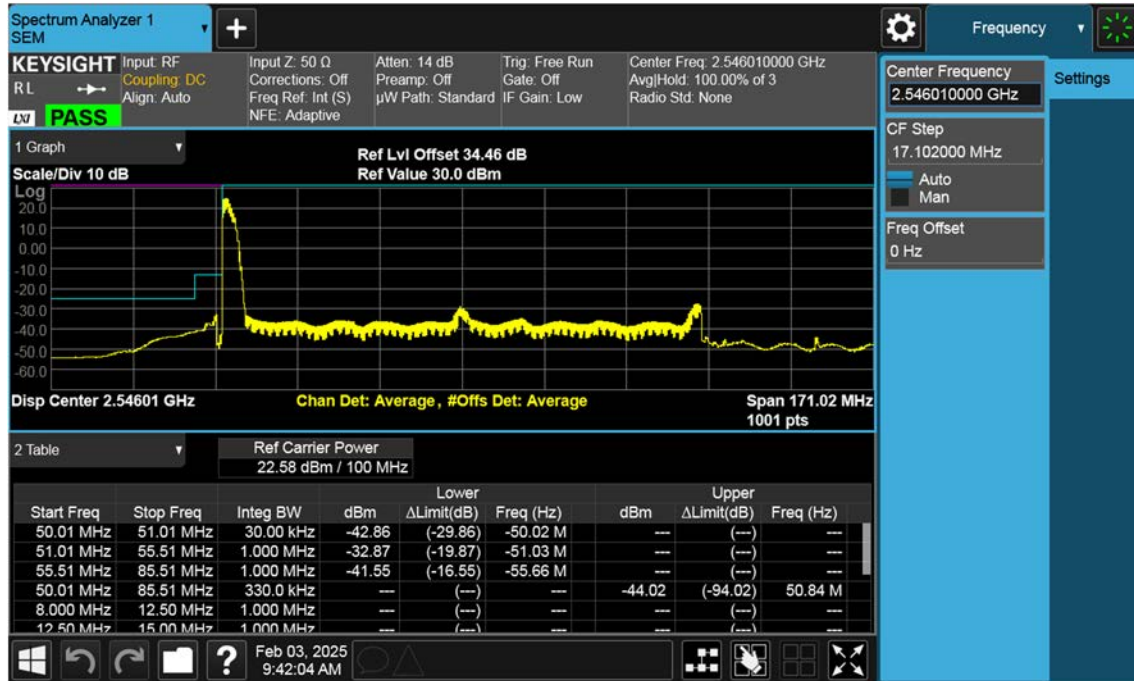 Spectrum Analyzer 1
SEM
+
Frequency
KEYSIGHT
R L
LXI
PASS
Input: RF
Coupling: DC
Align: Auto
Input Z: 50 Ω
Corrections: Off
Freq Ref: Int (S)
NFE: Adaptive
Atten: 14 dB
Preamp: Off
µW Path: Standard
Trig: Free Run
Gate: Off
IF Gain: Low
Center Freq: 2.546010000 GHz
Avg|Hold: 100.00% of 3
Radio Std: None
Center Frequency
2.546010000 GHz
CF Step
17.102000 MHz
Auto
Man
Freq Offset
0 Hz
Settings
1 Graph
Scale/Div 10 dB
Ref Lvl Offset 34.46 dB
Ref Value 30.0 dBm
Log
20.0
10.0
0.00
-10.0
-20.0
-30.0
-40.0
-50.0
-60.0
Disp Center 2.54601 GHz
Chan Det: Average, #Offs Det: Average
Span 171.02 MHz
1001 pts
2 Table
Ref Carrier Power
22.58 dBm / 100 MHz
Lower Upper
Start Freq Stop Freq Integ BW dBm ΔLimit(dB) Freq (Hz) dBm ΔLimit(dB) Freq (Hz)
50.01 MHz 51.01 MHz 30.00 kHz -42.86 (-29.86) -50.02 M --- (---) ---
51.01 MHz 55.51 MHz 1.000 MHz -32.87 (-19.87) -51.03 M --- (---) ---
55.51 MHz 85.51 MHz 1.000 MHz -41.55 (-16.55) -55.66 M --- (---) ---
50.01 MHz 85.51 MHz 330.0 kHz --- (---) --- -44.02 (-94.02) 50.84 M
8.000 MHz 12.50 MHz 1.000 MHz --- (---) --- --- (---) ---
12.50 MHz 15.00 MHz 1.000 MHz --- (---) --- --- (---) ---
?
Feb 03, 2025
9:42:04 AM